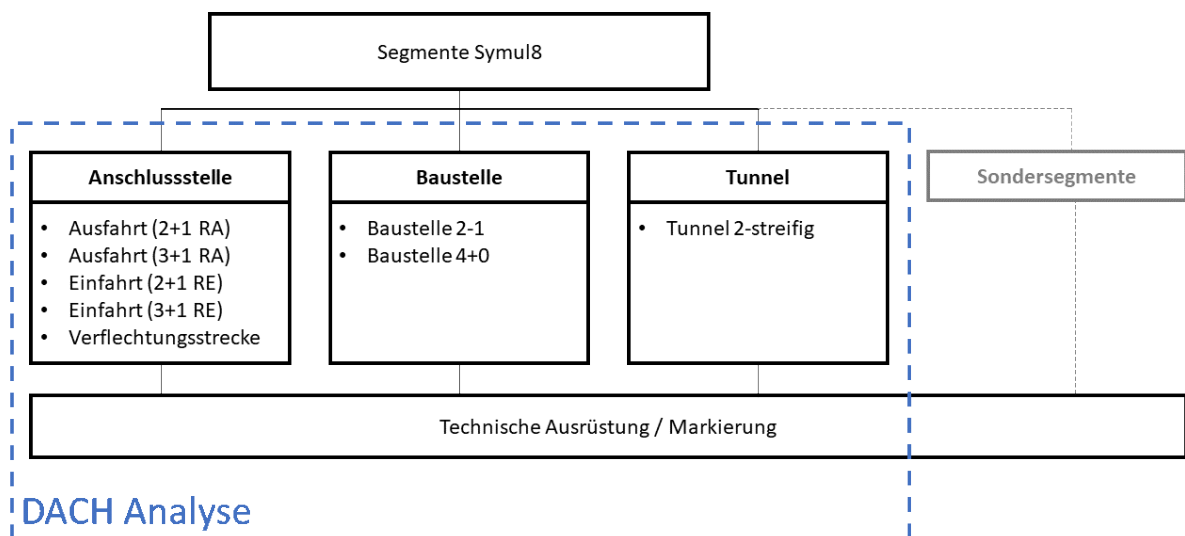 Segmente Symul8
Anschlussstelle
• Ausfahrt (2+1 RA)
• Ausfahrt (3+1 RA)
• Einfahrt (2+1 RE)
• Einfahrt (3+1 RE)
• Verflechtungsstrecke
Baustelle
• Baustelle 2-1
• Baustelle 4+0
Tunnel
• Tunnel 2-streifig
Sondersegmente
Technische Ausrüstung / Markierung
DACH Analyse